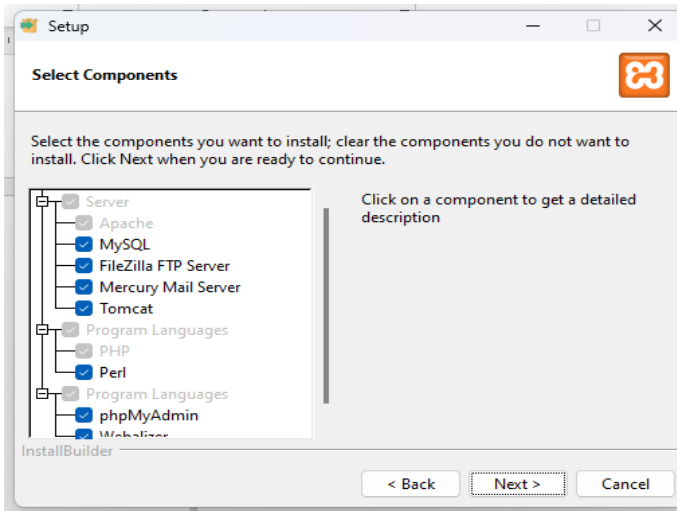 Setup
Select Components
Select the components you want to install; clear the components you do not want to
install. Click Next when you are ready to continue.
Server
Apache
MySQL
FileZilla FTP Server
Mercury Mail Server
Tomcat
Program Languages
PHP
Perl
Program Languages
phpMyAdmin
Webalizer
Click on a component to get a detailed
description
InstallBuilder
< Back
Next >
Cancel